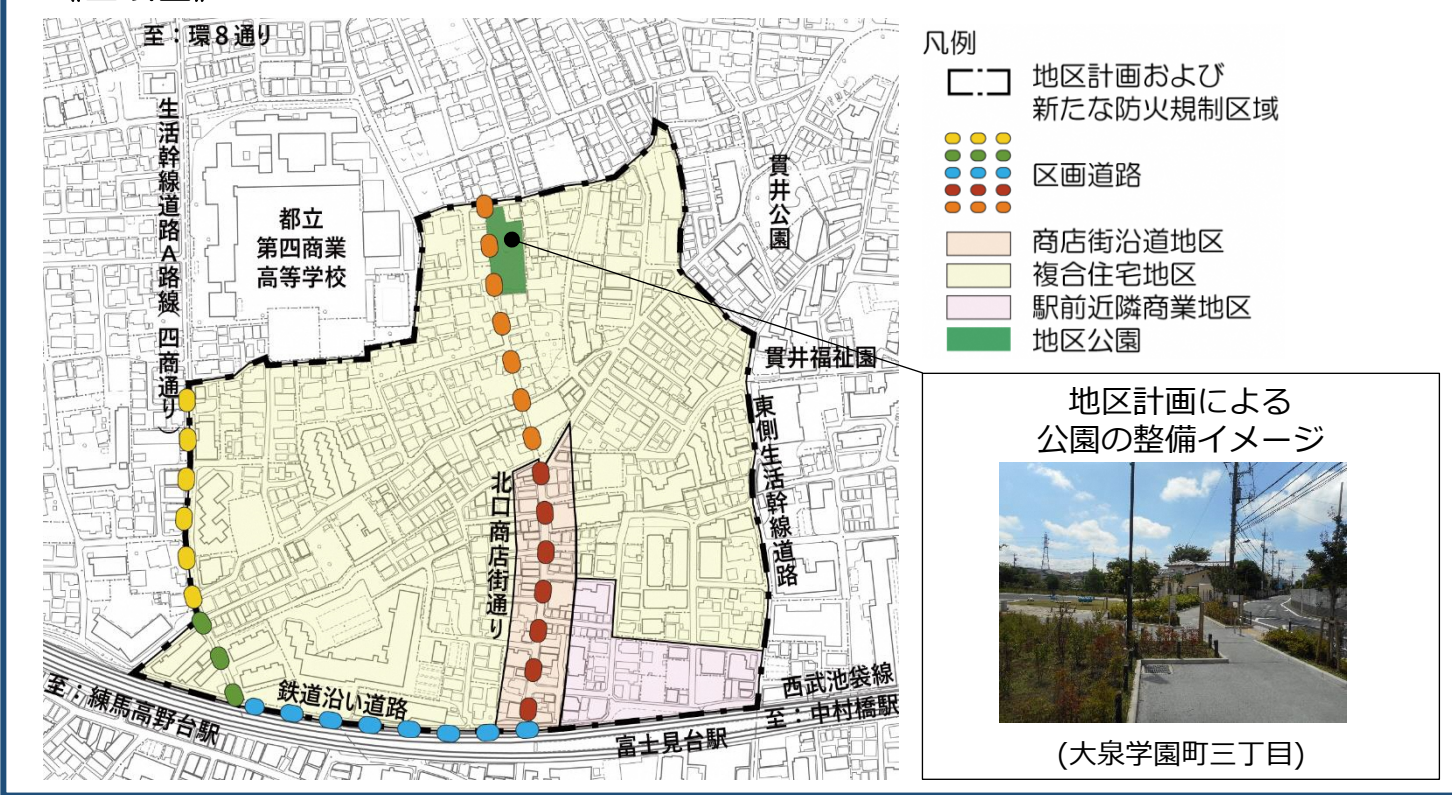 至：環８通り
生活幹線道路Ａ路線（四商通り）
都立
第四商業
高等学校
貫井公園
貫井福祉園
東側生活幹線道路
北口商店街通り
鉄道沿い道路
西武池袋線
至：中村橋駅
至：練馬高野台駅
富士見台駅
凡例
地区計画および
新たな防火規制区域
区画道路
商店街沿道地区
複合住宅地区
駅前近隣商業地区
地区公園
地区計画による
公園の整備イメージ
(大泉学園町三丁目)